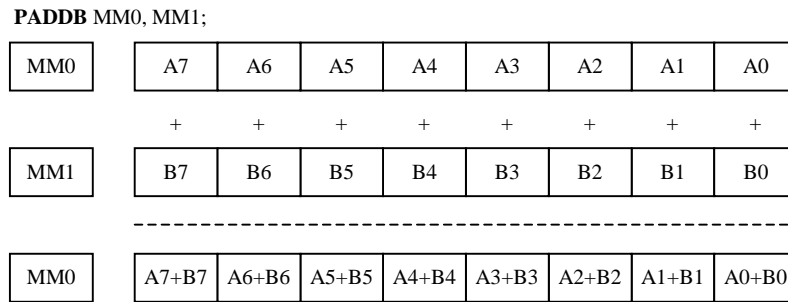 PADDB MM0, MM1;
MM0 A7 A6 A5 A4 A3 A2 A1 A0
+ + + + + + + +
MM1 B7 B6 B5 B4 B3 B2 B1 B0
MM0 A7+B7 A6+B6 A5+B5 A4+B4 A3+B3 A2+B2 A1+B1 A0+B0